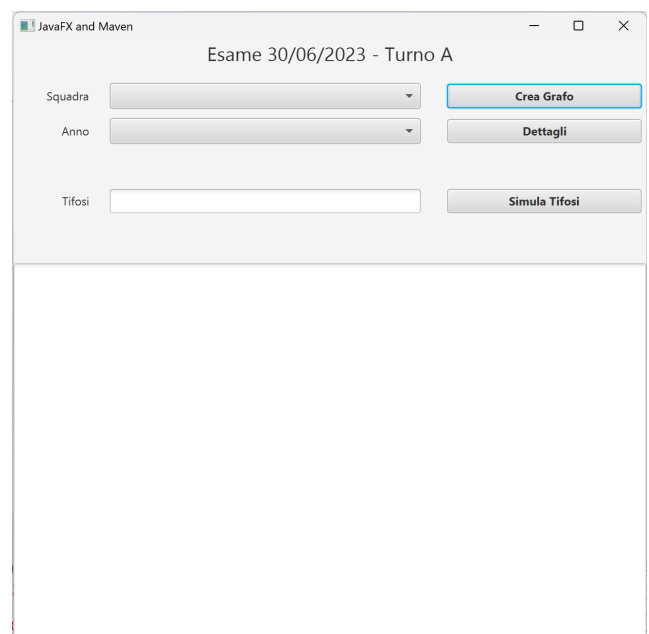 JavaFX and Maven
Esame 30/06/2023 - Turno A
Squadra Crea Grafo
Anno Dettagli
Tifosi Simula Tifosi